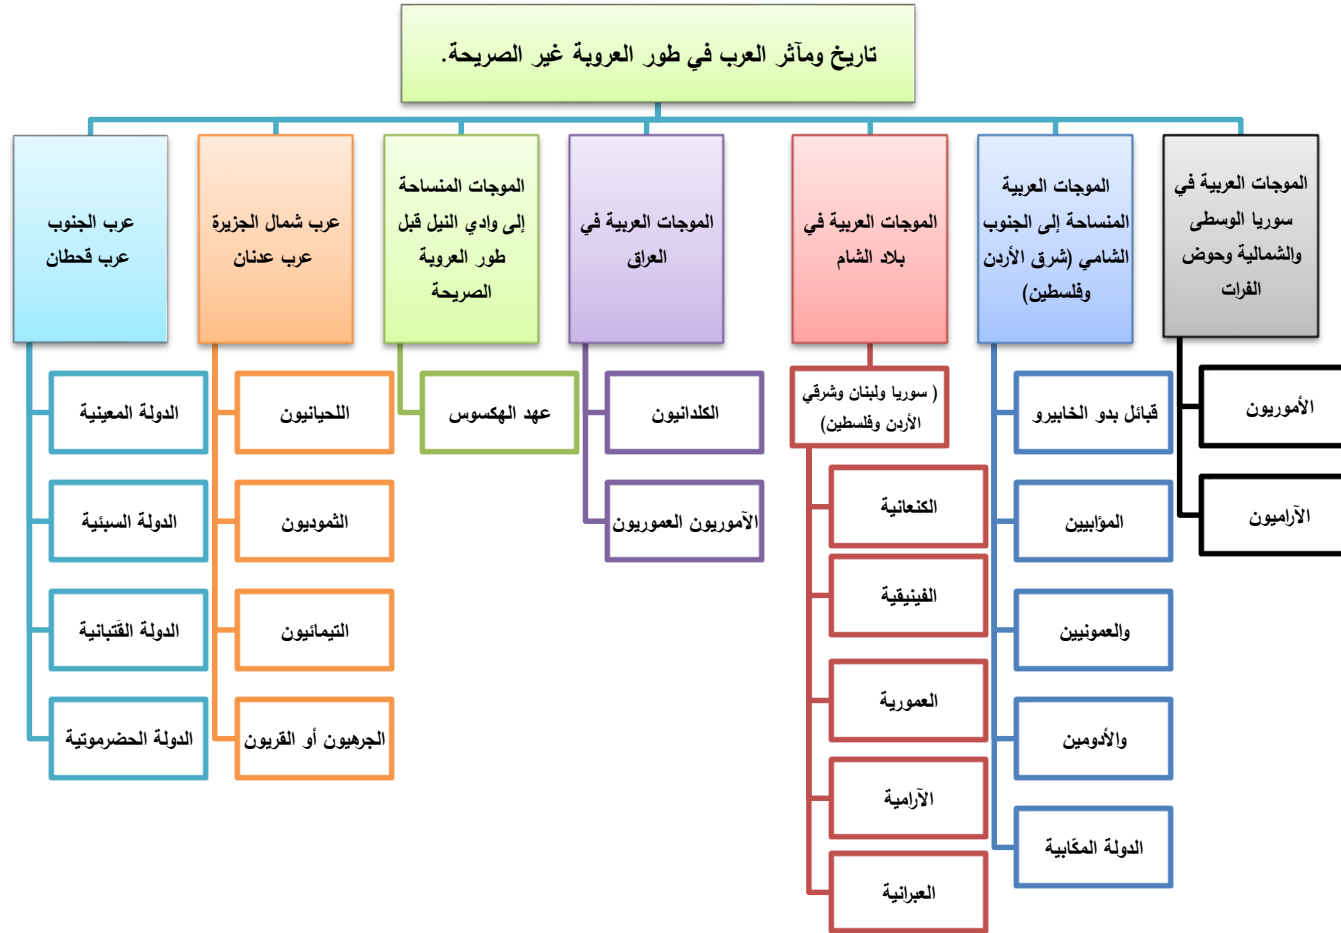 تاريخ ومآثر العرب في طور العروبة غير الصريحة.
الموجات العربية في
سوريا الوسطى
والشمالية وحوض
الفرات
الأموريون
الآراميون
الموجات العربية
المنساحة إلى الجنوب
الشامي (شرق الأردن
وفلسطين)
قبائل بدو الخابيرو
المؤابيين
والعمونيين
والأدومين
الدولة المكّابية
الموجات العربية في
بلاد الشام
( سوريا ولبنان وشرقي
الأردن وفلسطين)
الكنعانية
الفينيقية
العمورية
الآرامية
العبرانية
الموجات العربية في
العراق
الكلدانيون
الآموريون العموريون
الموجات المنساحة
إلى وادي النيل قبل
طور العروبة
الصريحة
عهد الهكسوس
عرب شمال الجزيرة
عرب عدنان
اللحيانيون
الثموديون
التيمائيون
الجرهيون أو القريون
عرب الجنوب
عرب قحطان
الدولة المعينية
الدولة السبئية
الدولة القَتبانية
الدولة الحضرموتية